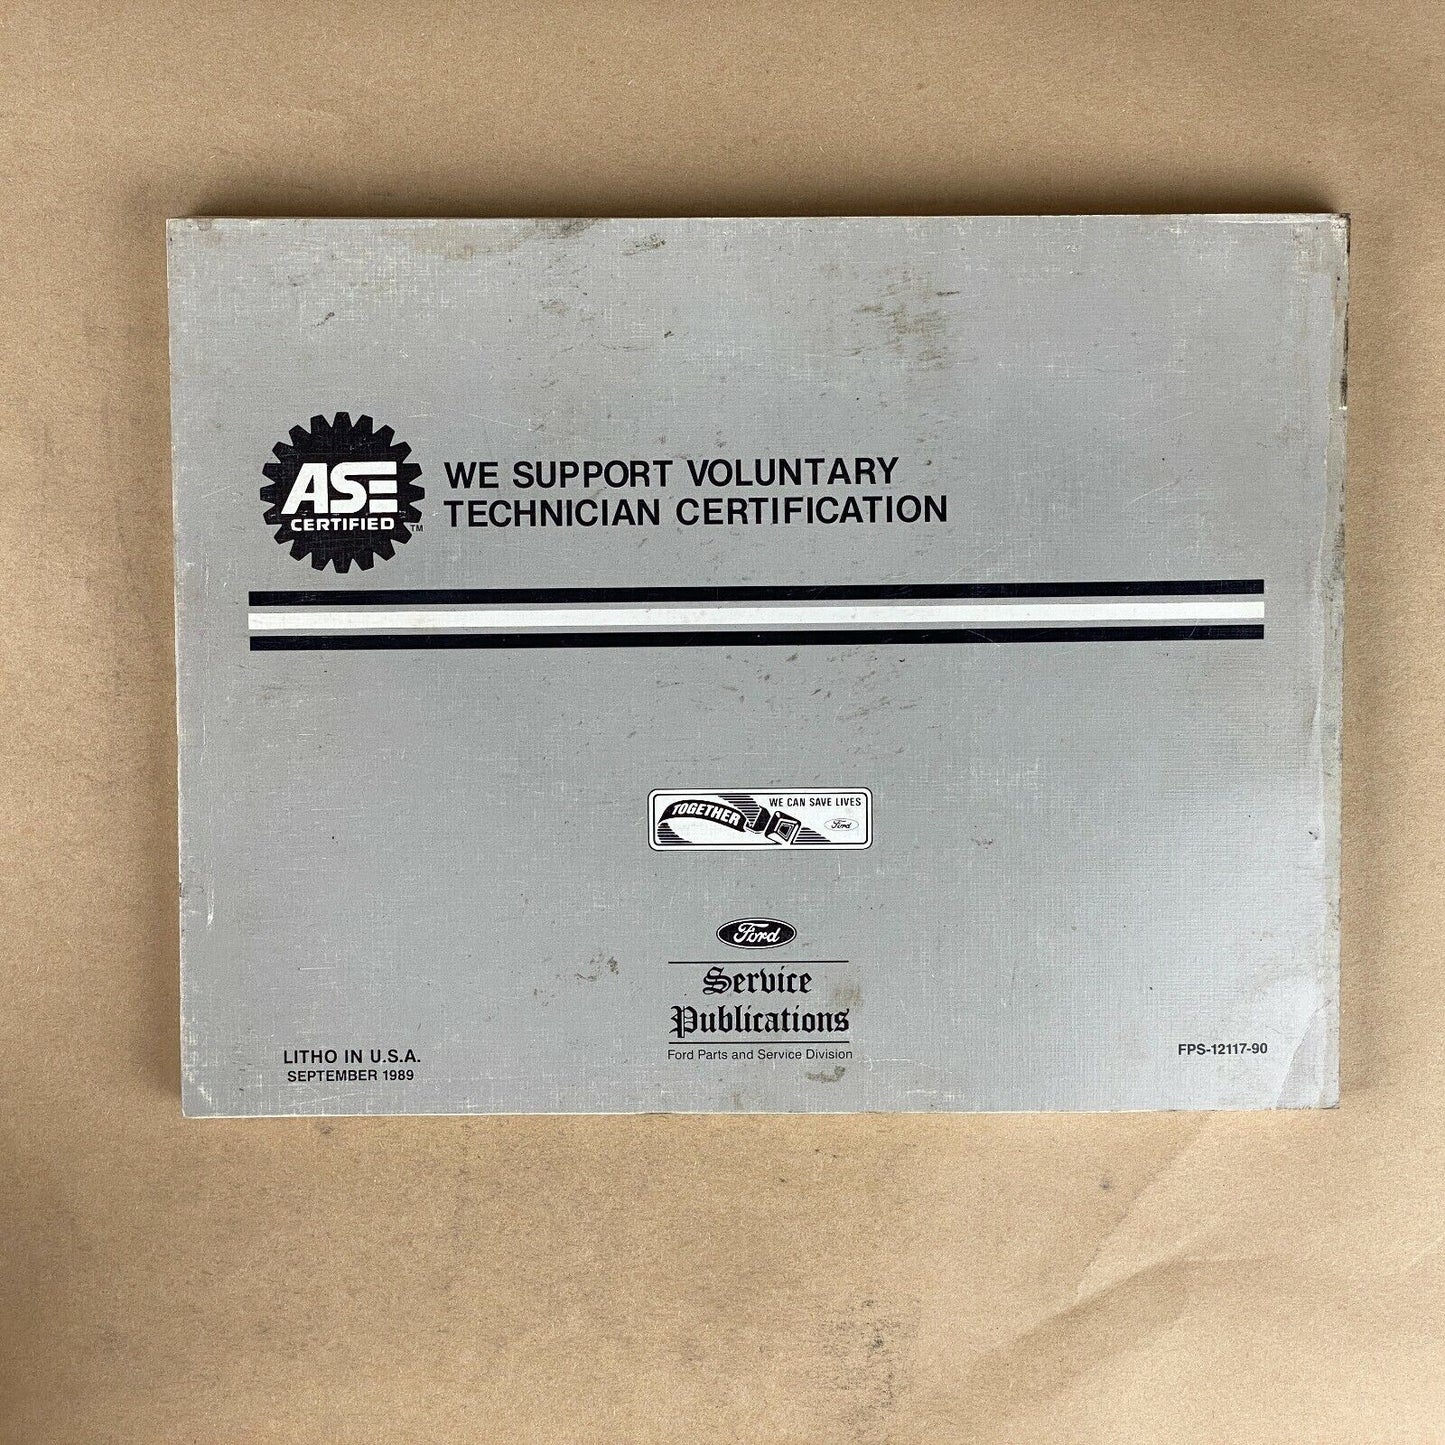 ASE
CERTIFIED
TM
WE SUPPORT VOLUNTARY
TECHNICIAN CERTIFICATION
TOGETHER
WE CAN SAVE LIVES
Ford
Ford
Service
Publications
Ford Parts and Service Division
LITHO IN U.S.A.
SEPTEMBER 1989
FPS-12117-90